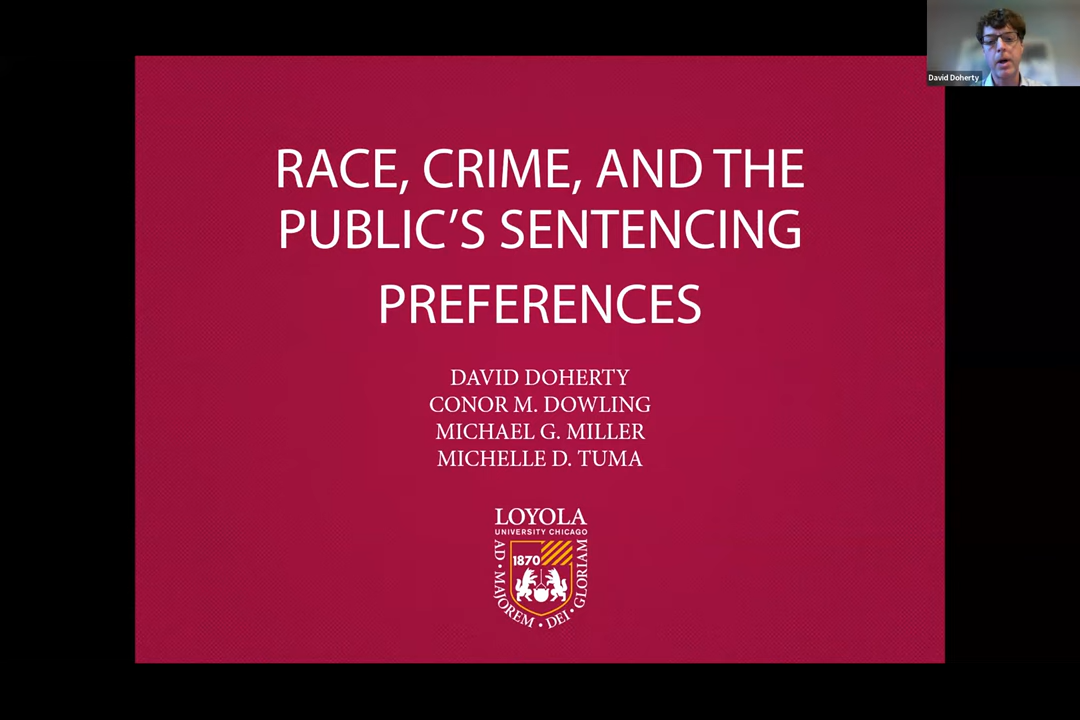 David Doherty
RACE, CRIME, AND THE
PUBLIC’S SENTENCING
PREFERENCES
DAVID DOHERTY
CONOR M. DOWLING
MICHAEL G. MILLER
MICHELLE D. TUMA
LOYOLA
UNIVERSITY CHICAGO
1870
AD • MAJOREM • DEI • GLORIAM